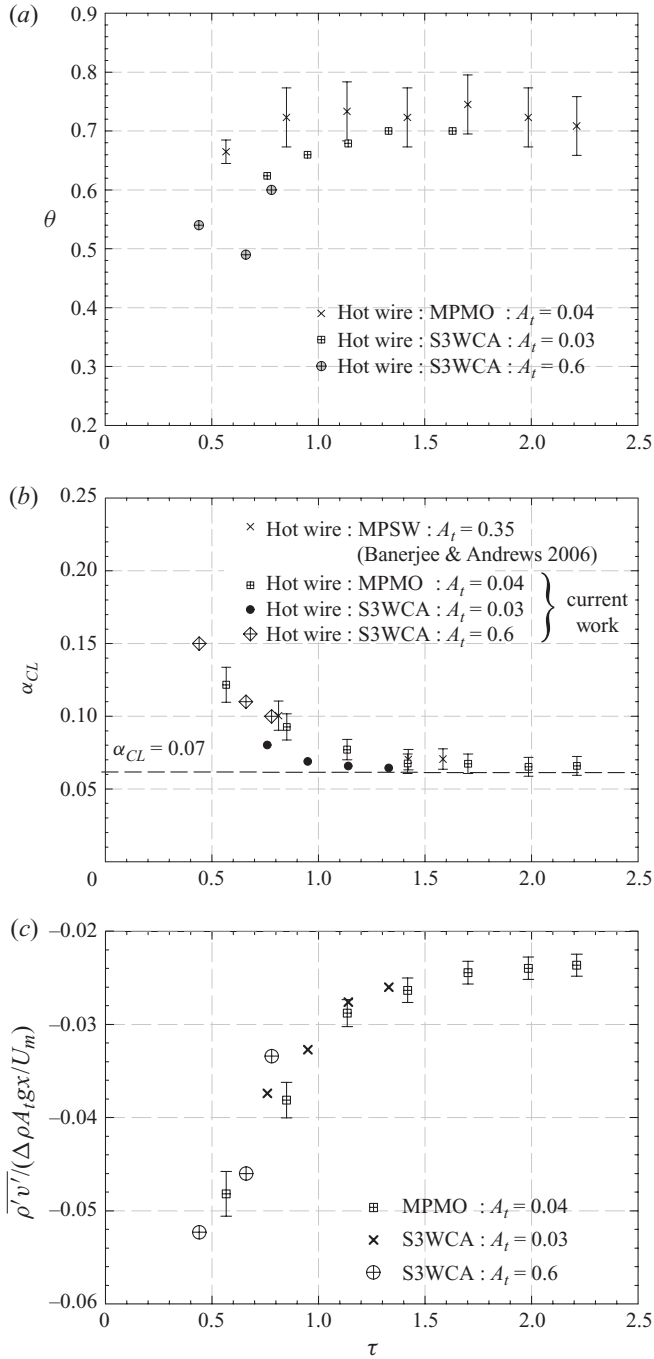 (a)
0.9
0.8
0.7
0.6
θ
0.5
0.4
0.3
0.2
Hot wire : MPMO : A_t = 0.04
Hot wire : S3WCA : A_t = 0.03
Hot wire : S3WCA : A_t = 0.6
0 0.5 1.0 1.5 2.0 2.5
(b)
0.25
0.20
0.15
α_CL
0.10
0.05
0
Hot wire : MPSW : A_t = 0.35
(Banerjee & Andrews 2006)
Hot wire : MPMO : A_t = 0.04
Hot wire : S3WCA : A_t = 0.03
Hot wire : S3WCA : A_t = 0.6
current
work
α_CL = 0.07
0.5 1.0 1.5 2.0 2.5
(c)
−0.02
−0.03
−0.04
−0.05
−0.06
ρ′v′/(ΔρA_tgx/U_m)
MPMO : A_t = 0.04
S3WCA : A_t = 0.03
S3WCA : A_t = 0.6
0 0.5 1.0 1.5 2.0 2.5
τ